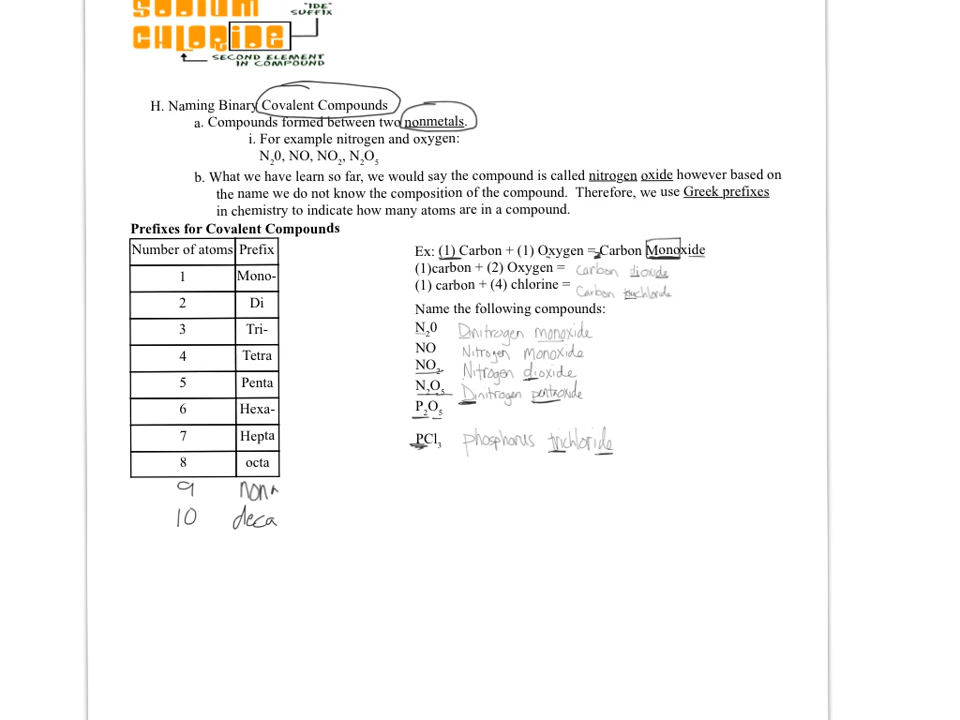 SODIUM
"IDE"
SUFFIX
CHLORIDE
SECOND ELEMENT
IN COMPOUND
H. Naming Binary Covalent Compounds
a. Compounds formed between two nonmetals.
i. For example nitrogen and oxygen:
N₂0, NO, NO₂, N₂O₅
b. What we have learn so far, we would say the compound is called nitrogen oxide however based on
the name we do not know the composition of the compound. Therefore, we use Greek prefixes
in chemistry to indicate how many atoms are in a compound.
Prefixes for Covalent Compounds
Number of atoms Prefix
1 Mono-
2 Di
3 Tri-
4 Tetra
5 Penta
6 Hexa-
7 Hepta
8 octa
9 nona
10 deca
Ex: (1) Carbon + (1) Oxygen = Carbon Monoxide
(1)carbon + (2) Oxygen = carbon dioxide
(1) carbon + (4) chlorine = Carbon chloride
Name the following compounds:
N₂0 Dinitrogen monoxide
NO Nitrogen Monoxide
NO₂ Nitrogen dioxide
N₂O₅ Dinitrogen pentoxide
P₂O₅
PCl₃ phosphorus trichloride